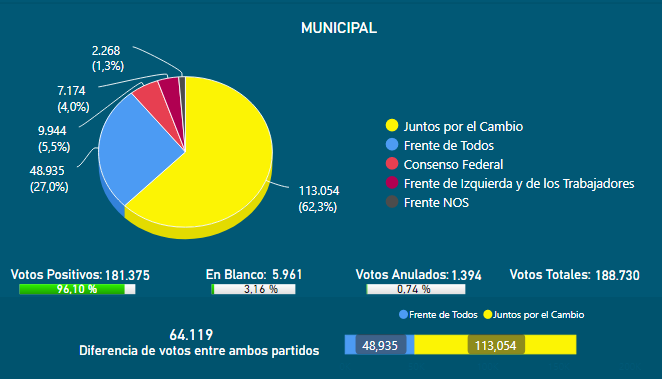 MUNICIPAL
2.268
(1,3%)
7.174
(4,0%)
9.944
(5,5%)
48.935
(27,0%)
113.054
(62,3%)
Juntos por el Cambio
Frente de Todos
Consenso Federal
Frente de Izquierda y de los Trabajadores
Frente NOS
Votos Positivos: 181.375
96,10 %
En Blanco: 5.961
3,16 %
Votos Anulados: 1.394
0,74 %
Votos Totales: 188.730
64.119
Diferencia de votos entre ambos partidos
Frente de Todos Juntos por el Cambio
48,935 113,054